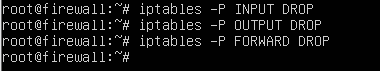 root@firewall:~# iptables -P INPUT DROP
root@firewall:~# iptables -P OUTPUT DROP
root@firewall:~# iptables -P FORWARD DROP
root@firewall:~#